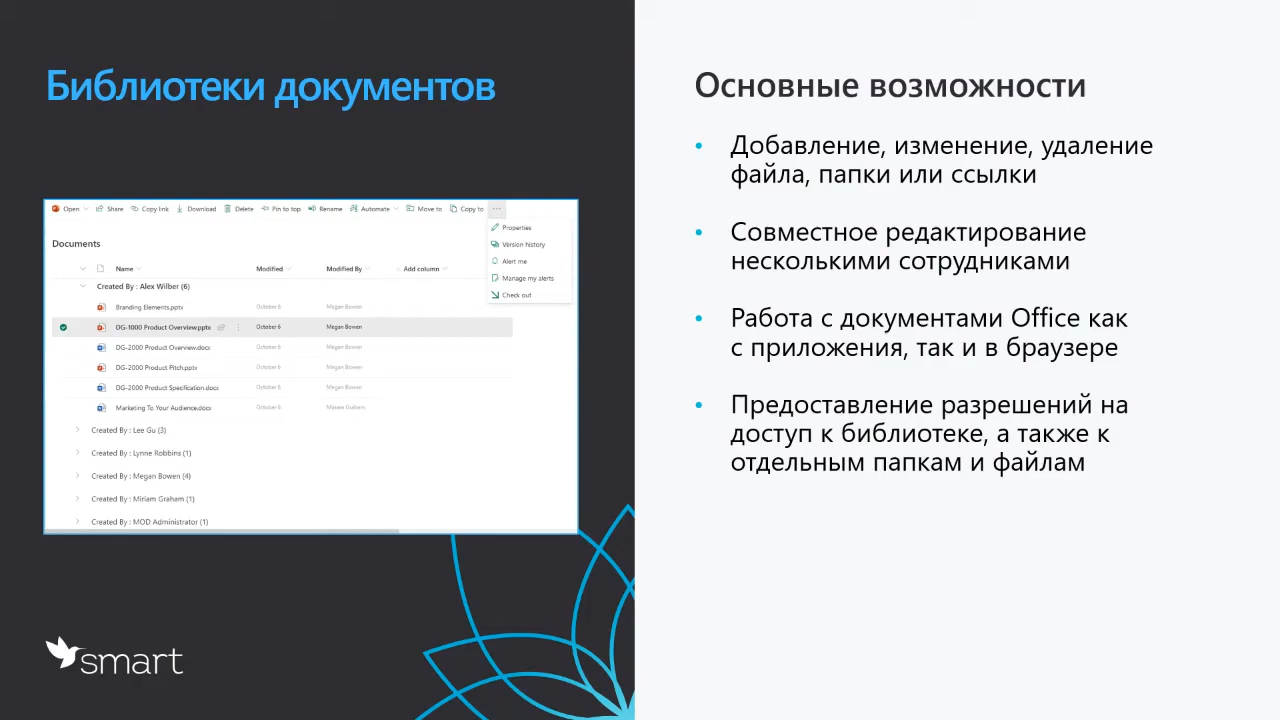 Библиотеки документов
Open Share Copy link Download Delete Pin to top Rename Automate Move to Copy to ...
Properties
Version history
Alert me
Manage my alerts
Check out
Documents
Name Modified Modified By + Add column
Created By : Alex Wilber (6)
Branding Elements.pptx October 6 Megan Bowen
DG-1000 Product Overview.pptx October 6 Megan Bowen
DG-2000 Product Overview.docx October 6 Megan Bowen
DG-2000 Product Pitch.pptx October 6 Megan Bowen
DG-2000 Product Specification.docx October 6 Megan Bowen
Marketing To Your Audience.docx October 6 Miriam Graham
Created By : Lee Gu (3)
Created By : Lynne Robbins (1)
Created By : Megan Bowen (4)
Created By : Miriam Graham (1)
Created By : MOD Administrator (1)
smart
Основные возможности
• Добавление, изменение, удаление
файла, папки или ссылки
• Совместное редактирование
несколькими сотрудниками
• Работа с документами Office как
с приложения, так и в браузере
• Предоставление разрешений на
доступ к библиотеке, а также к
отдельным папкам и файлам